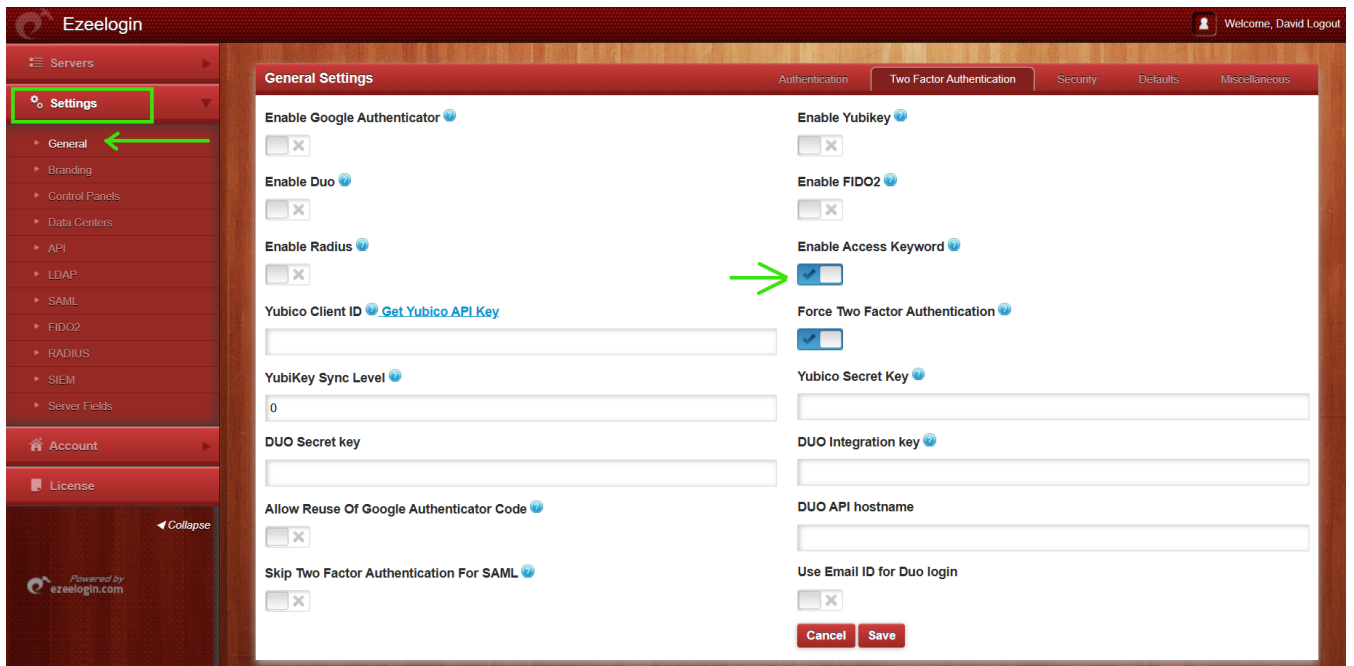 Ezeelogin
Welcome, David Logout
Servers
Settings
General
Branding
Control Panels
Data Centers
API
LDAP
SAML
FIDO2
RADIUS
SIEM
Server Fields
Account
License
Collapse
Powered by
ezeelogin.com
General Settings
Authentication
Two Factor Authentication
Security
Defaults
Miscellaneous
Enable Google Authenticator
Enable Yubikey
Enable Duo
Enable FIDO2
Enable Radius
Enable Access Keyword
Yubico Client ID Get Yubico API Key
Force Two Factor Authentication
YubiKey Sync Level
0
Yubico Secret Key
DUO Secret key
DUO Integration key
Allow Reuse Of Google Authenticator Code
DUO API hostname
Skip Two Factor Authentication For SAML
Use Email ID for Duo login
Cancel
Save